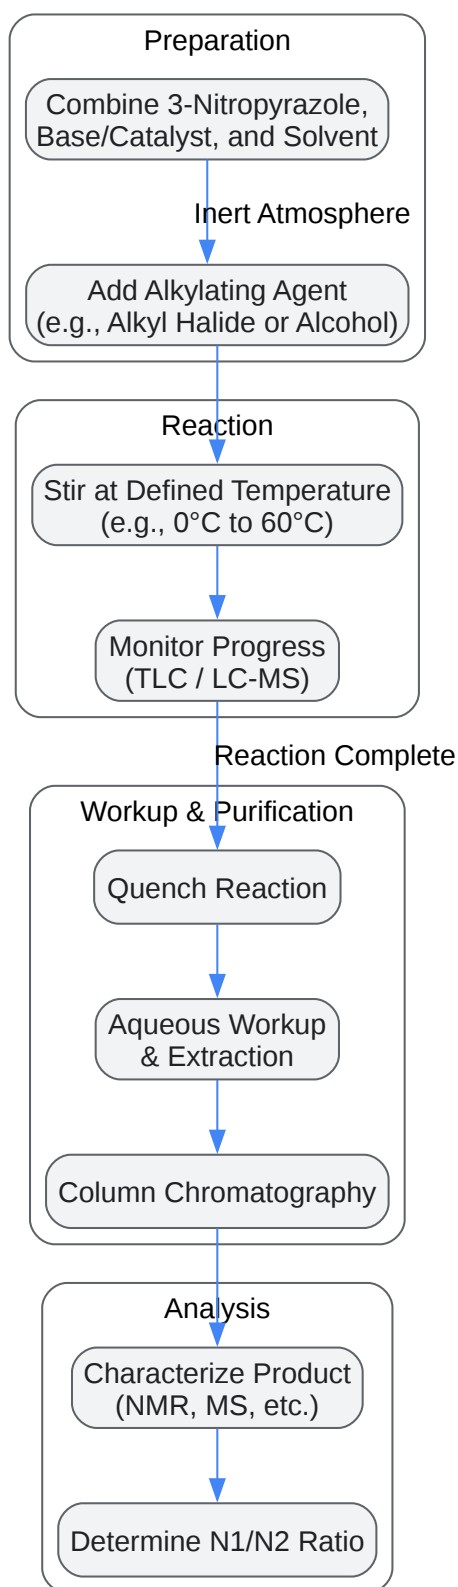 Preparation
Combine 3-Nitropyrazole,
Base/Catalyst, and Solvent
Inert Atmosphere
Add Alkylating Agent
(e.g., Alkyl Halide or Alcohol)
Reaction
Stir at Defined Temperature
(e.g., 0°C to 60°C)
Monitor Progress
(TLC / LC-MS)
Reaction Complete
Workup & Purification
Quench Reaction
Aqueous Workup
& Extraction
Column Chromatography
Analysis
Characterize Product
(NMR, MS, etc.)
Determine N1/N2 Ratio